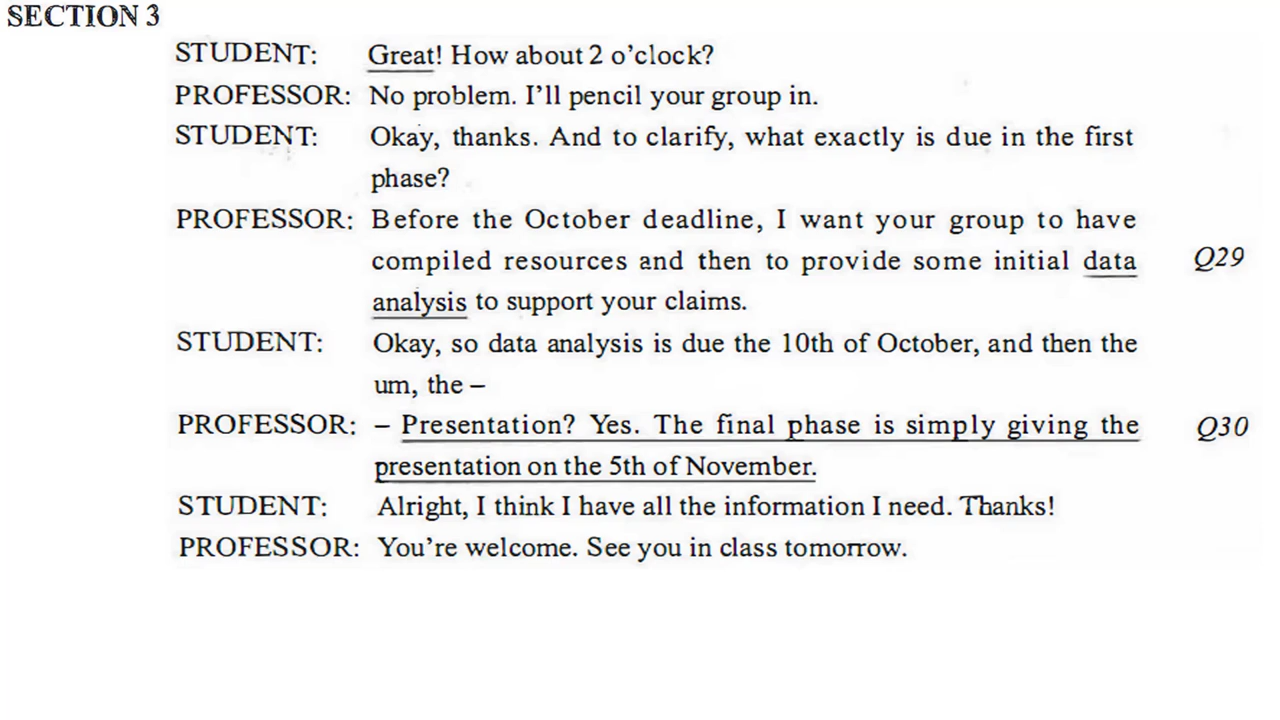 SECTION 3
STUDENT: Great! How about 2 o'clock?
PROFESSOR: No problem. I'll pencil your group in.
STUDENT: Okay, thanks. And to clarify, what exactly is due in the first
phase?
PROFESSOR: Before the October deadline, I want your group to have
compiled resources and then to provide some initial data Q29
analysis to support your claims.
STUDENT: Okay, so data analysis is due the 10th of October, and then the
um, the –
PROFESSOR: – Presentation? Yes. The final phase is simply giving the Q30
presentation on the 5th of November.
STUDENT: Alright, I think I have all the information I need. Thanks!
PROFESSOR: You're welcome. See you in class tomorrow.